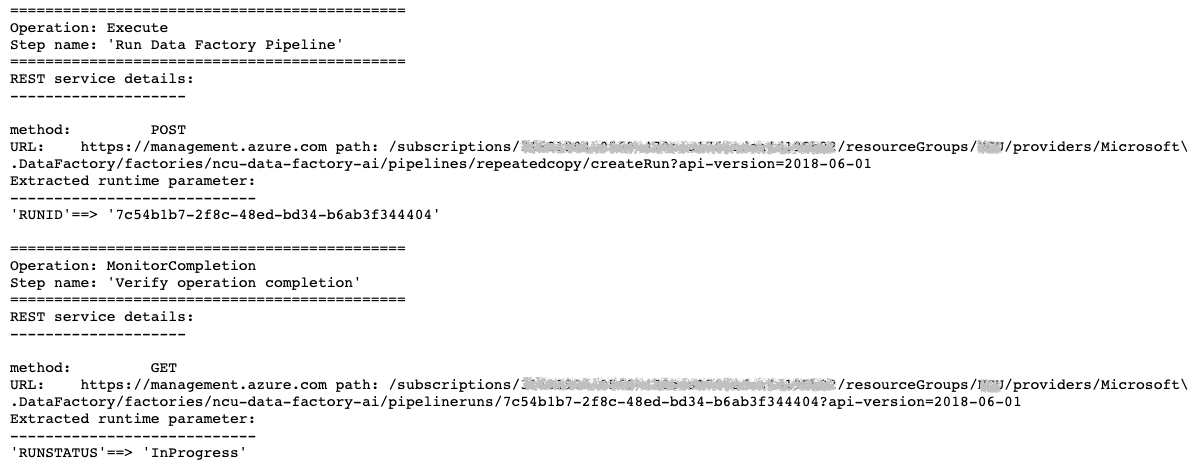 =============================================
Operation: Execute
Step name: 'Run Data Factory Pipeline'
=============================================
REST service details:
--------------------

method:         POST
URL:    https://management.azure.com path: /subscriptions/ /resourceGroups/ /providers/Microsoft\
.DataFactory/factories/ncu-data-factory-ai/pipelines/repeatedcopy/createRun?api-version=2018-06-01
Extracted runtime parameter:
----------------------------
'RUNID'==> '7c54b1b7-2f8c-48ed-bd34-b6ab3f344404'

=============================================
Operation: MonitorCompletion
Step name: 'Verify operation completion'
=============================================
REST service details:
--------------------

method:         GET
URL:    https://management.azure.com path: /subscriptions/ /resourceGroups/ /providers/Microsoft\
.DataFactory/factories/ncu-data-factory-ai/pipelineruns/7c54b1b7-2f8c-48ed-bd34-b6ab3f344404?api-version=2018-06-01
Extracted runtime parameter:
----------------------------
'RUNSTATUS'==> 'InProgress'